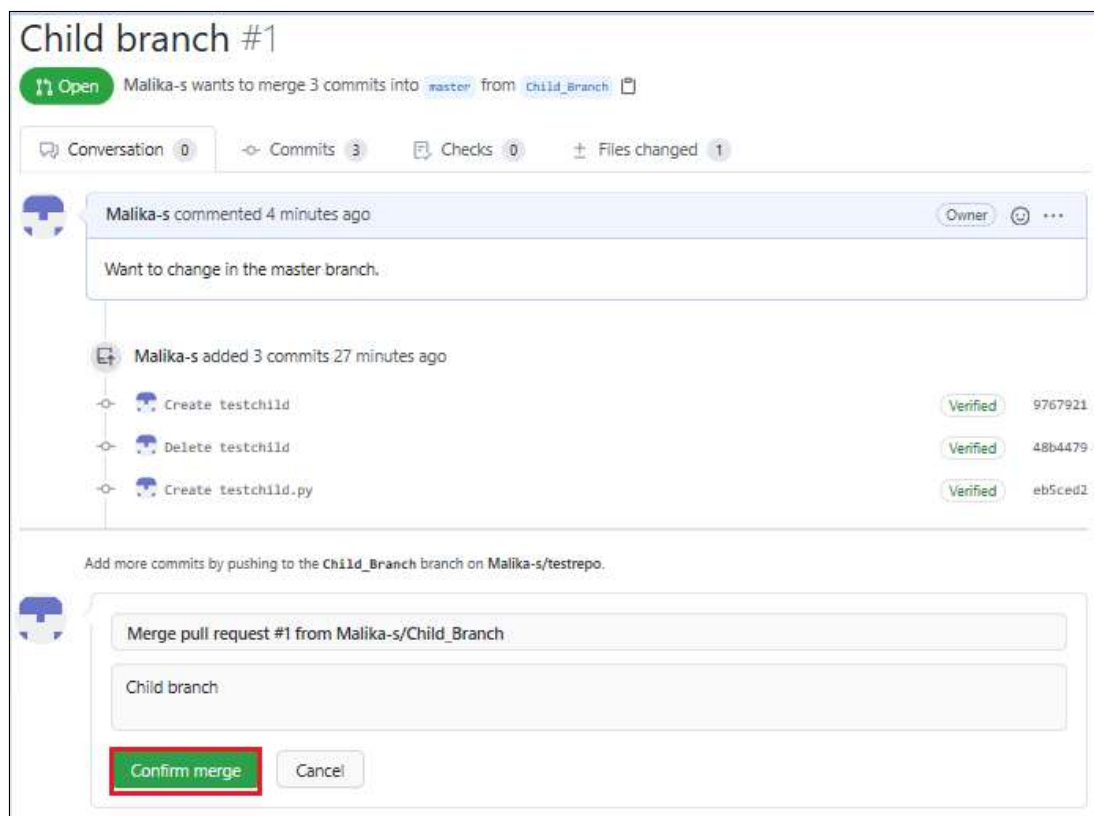 Child branch #1
Open Malika-s wants to merge 3 commits into master from Child_Branch
Conversation 0 Commits 3 Checks 0 Files changed 1
Malika-s commented 4 minutes ago Owner ...
Want to change in the master branch.
Malika-s added 3 commits 27 minutes ago
Create testchild Verified 9767921
Delete testchild Verified 48b4479
Create testchild.py Verified eb5ced2
Add more commits by pushing to the Child_Branch branch on Malika-s/testrepo.
Merge pull request #1 from Malika-s/Child_Branch
Child branch
Confirm merge Cancel